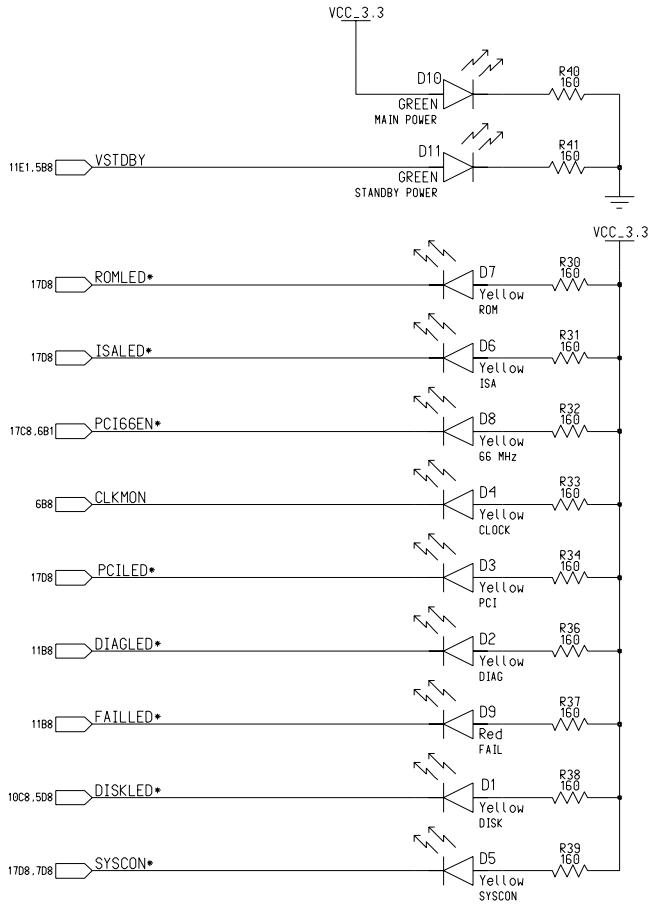 VCC_3.3
D10
GREEN
MAIN POWER
R40
160
11E1,5B8
VSTDBY
D11
GREEN
STANDBY POWER
R41
160
VCC_3.3
17D8
ROMLED*
D7
Yellow
ROM
R30
160
17D8
ISALED*
D6
Yellow
ISA
R31
160
17C8,6B1
PCI66EN*
D8
Yellow
66 MHz
R32
160
6B8
CLKMON
D4
Yellow
CLOCK
R33
160
17D8
PCILED*
D3
Yellow
PCI
R34
160
11B8
DIAGLED*
D2
Yellow
DIAG
R36
160
11B8
FAILLED*
D9
Red
FAIL
R37
160
10C8,5D8
DISKLED*
D1
Yellow
DISK
R38
160
17D8,7D8
SYSCON*
D5
Yellow
SYSCON
R39
160